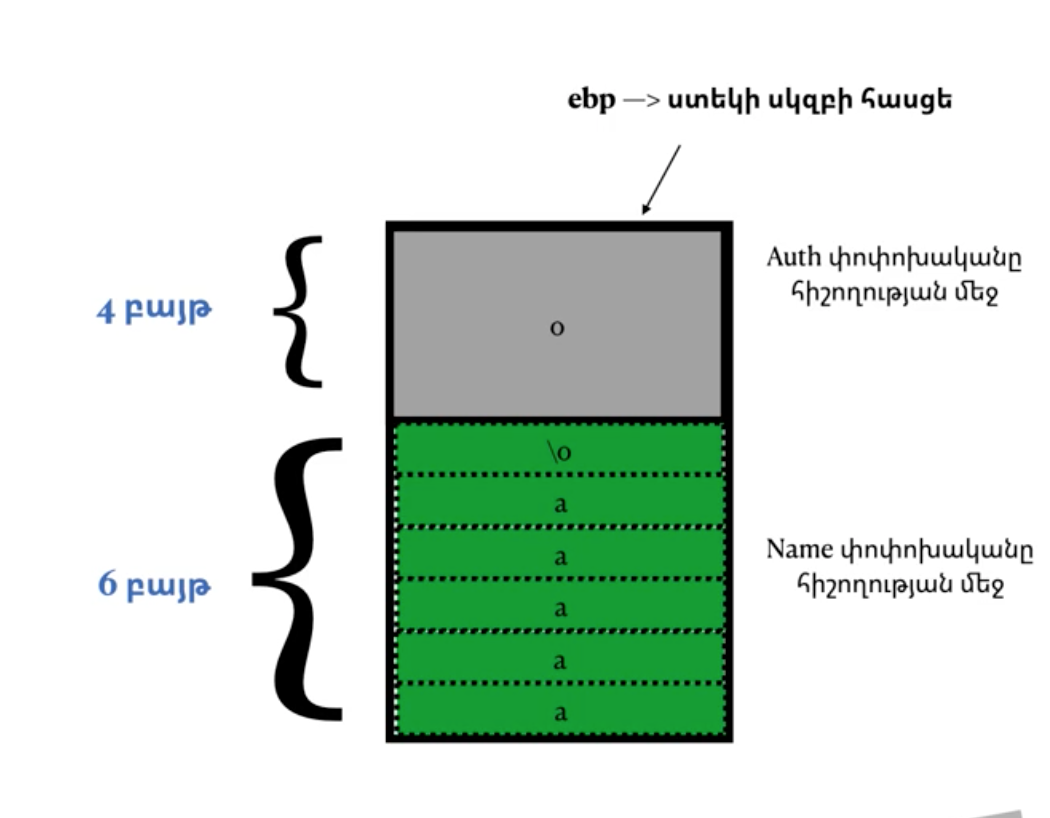 ebp —> ստեկի սկզբի հասցե
Auth փոփոխականը
հիշողության մեջ
4 բայթ
0
\0
a
a
Name փոփոխականը
հիշողության մեջ
6 բայթ
a
a
a